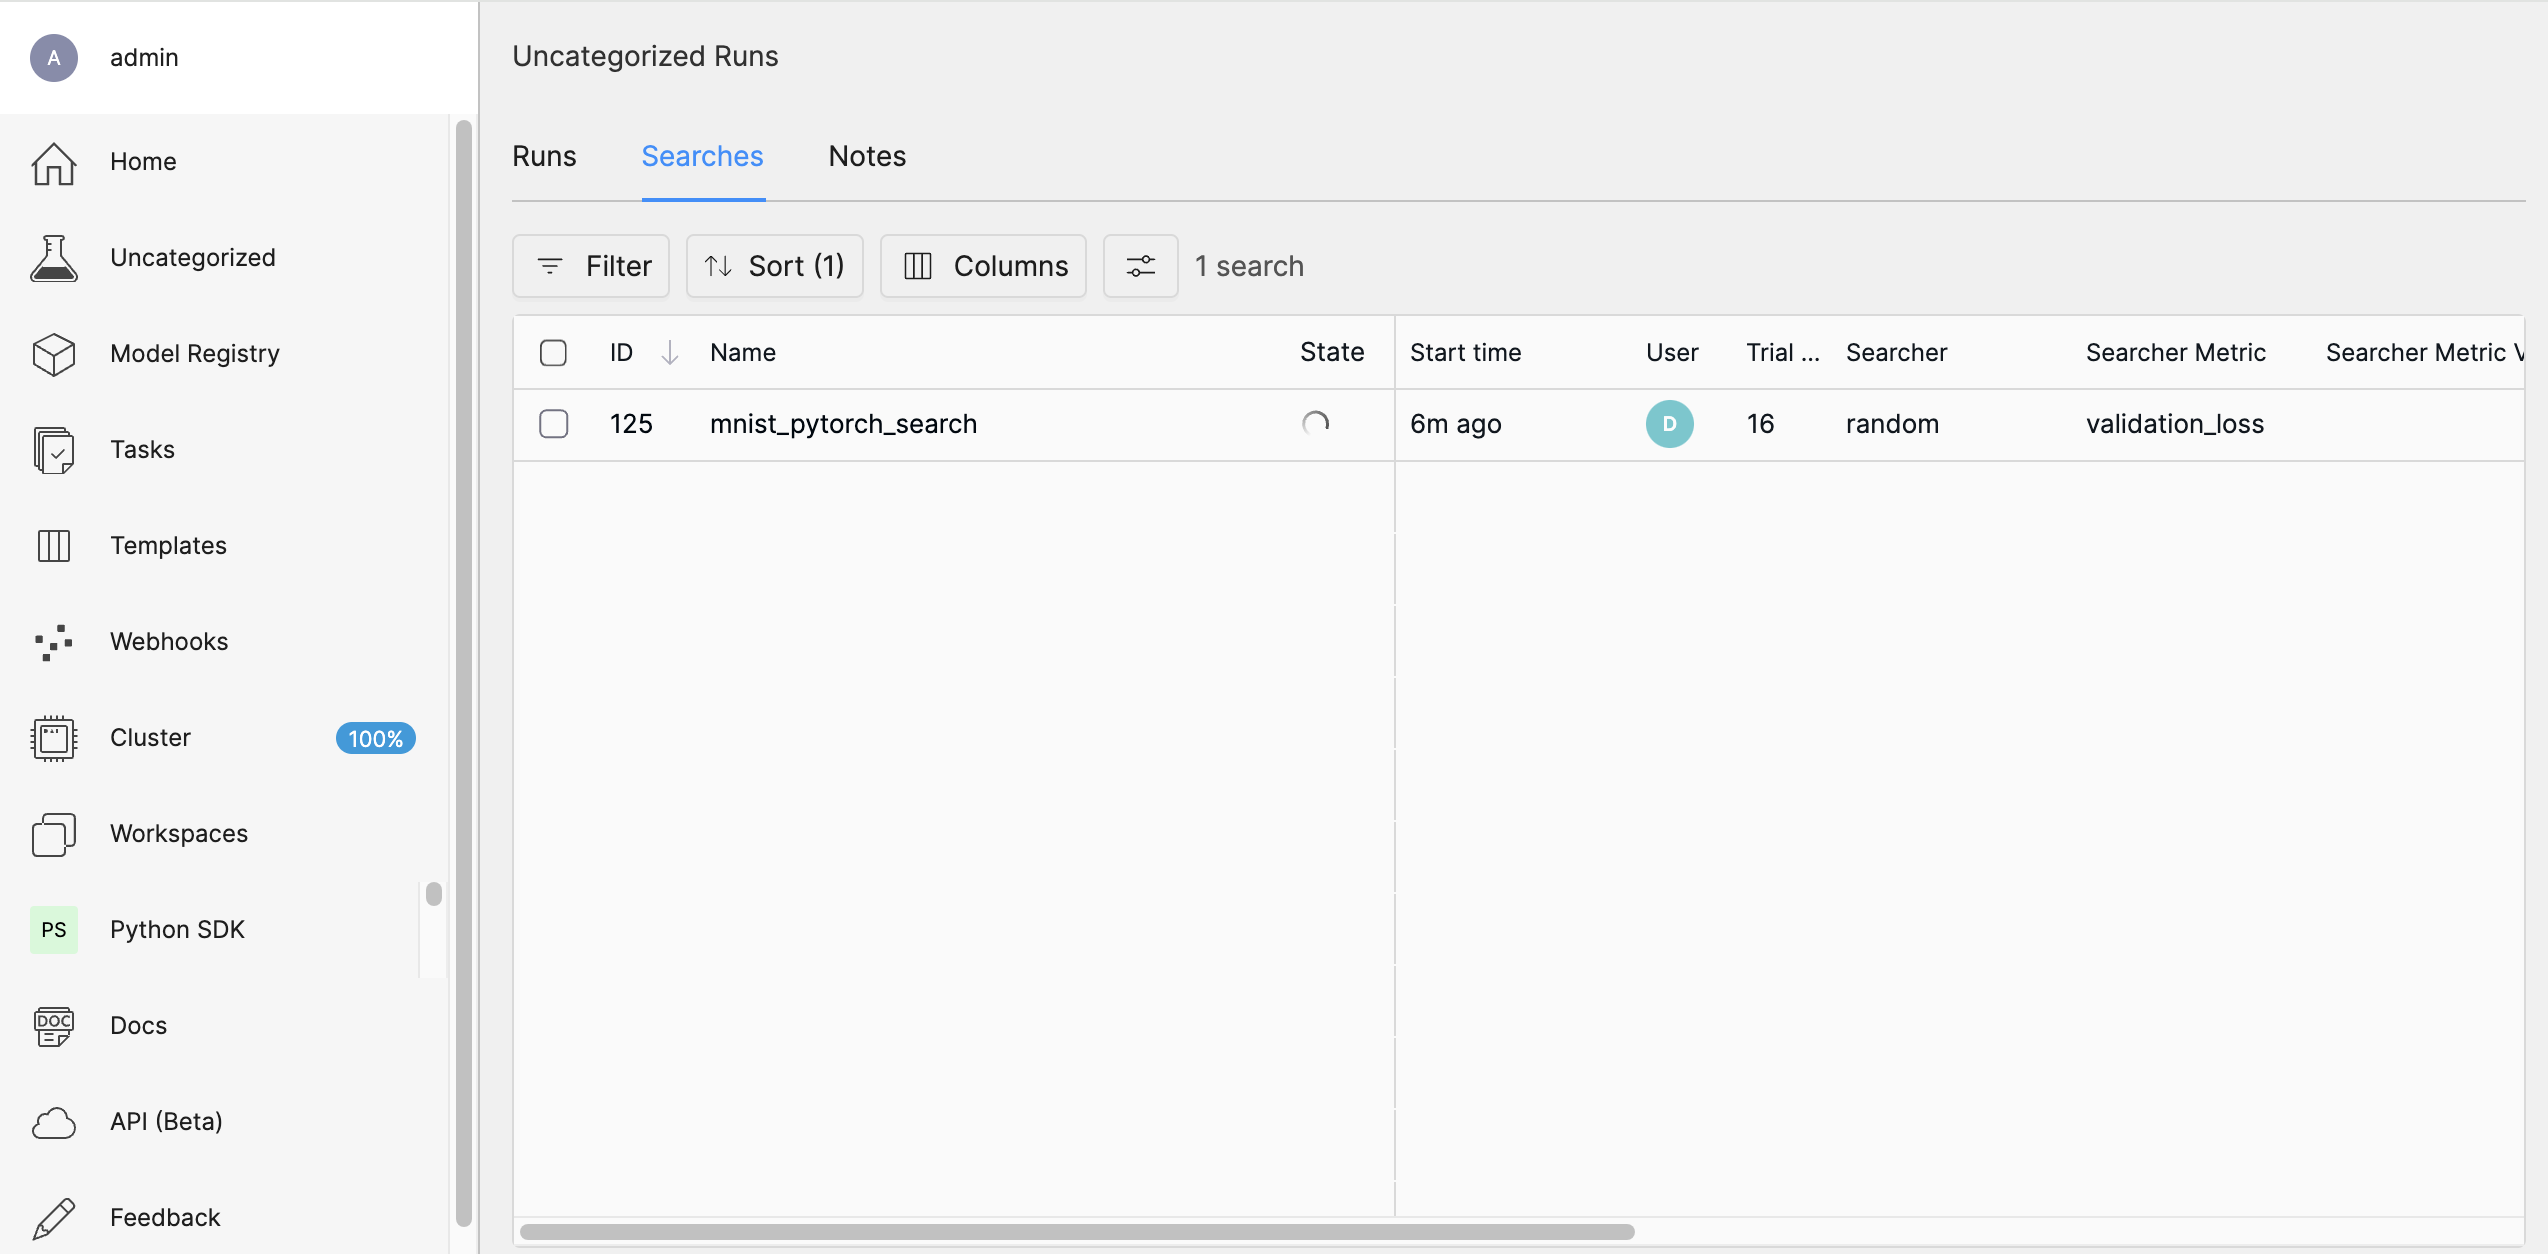 A admin
Home
Uncategorized
Model Registry
Tasks
Templates
Webhooks
Cluster 100%
Workspaces
PS Python SDK
DOC Docs
API (Beta)
Feedback
Uncategorized Runs
Runs Searches Notes
Filter Sort (1) Columns 1 search
ID Name State Start time User Trial ... Searcher Searcher Metric Searcher Metric V
125 mnist_pytorch_search 6m ago D 16 random validation_loss